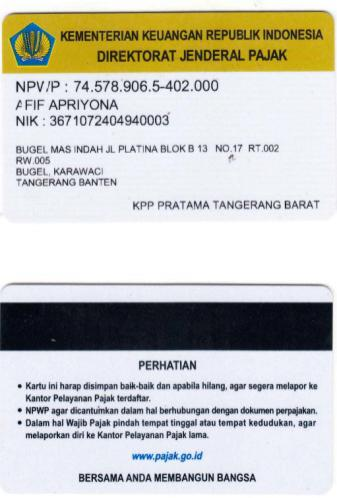 KEMENTERIAN KEUANGAN REPUBLIK INDONESIA
DIREKTORAT JENDERAL PAJAK
NPWP : 74.578.906.5-402.000
AFIF APRIYONA
NIK : 3671072404940003
BUGEL MAS INDAH JL PLATINA BLOK B 13 NO.17 RT.002
RW.005
BUGEL, KARAWACI
TANGERANG BANTEN
KPP PRATAMA TANGERANG BARAT
PERHATIAN
• Kartu ini harap disimpan baik-baik dan apabila hilang, agar segera melapor ke
Kantor Pelayanan Pajak terdaftar.
• NPWP agar dicantumkan dalam hal berhubungan dengan dokumen perpajakan.
• Dalam hal Wajib Pajak pindah tempat tinggal atau tempat kedudukan, agar
melaporkan diri ke Kantor Pelayanan Pajak lama.
www.pajak.go.id
BERSAMA ANDA MEMBANGUN BANGSA